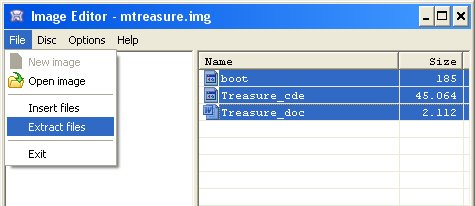 Image Editor - mtreasure.img
File Disc Options Help
New image
Open image
Insert files
Extract files
Exit
Name Size
boot 185
Treasure_cde 45.064
Treasure_doc 2.112